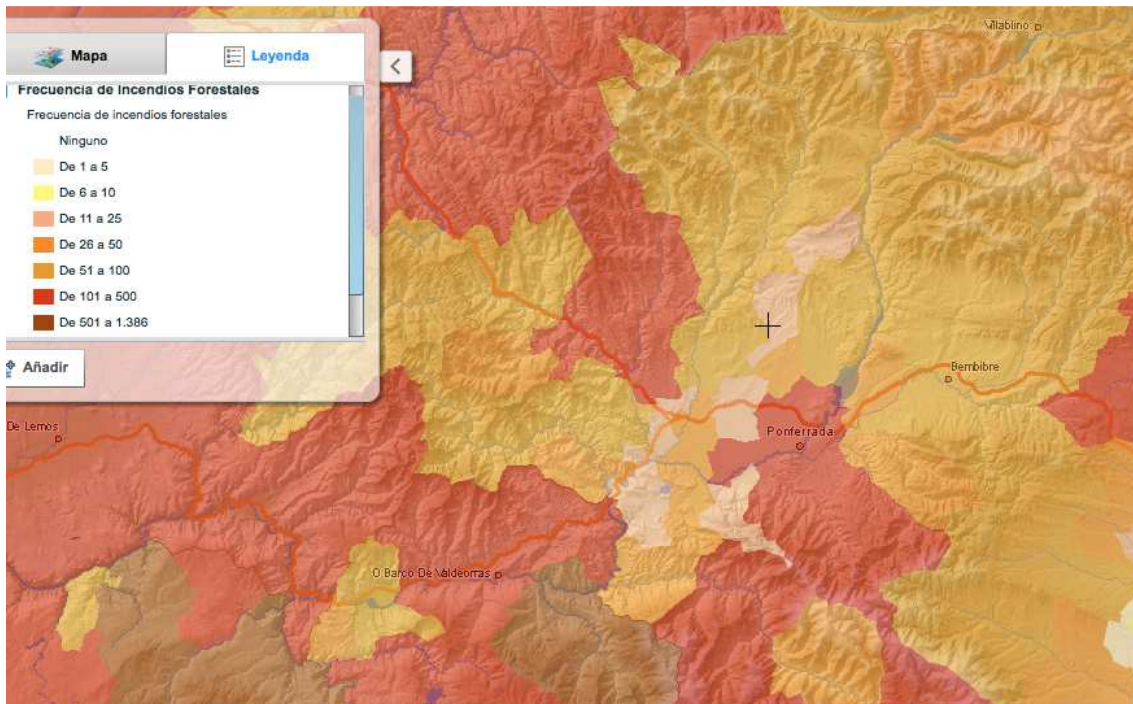 Mapa
Leyenda
Frecuencia de Incendios Forestales
Frecuencia de incendios forestales
Ninguno
De 1 a 5
De 6 a 10
De 11 a 25
De 26 a 50
De 51 a 100
De 101 a 500
De 501 a 1.386
Añadir
Villablino
Bembibre
Ponferrada
De Lemos
O Barco De Valdeorras